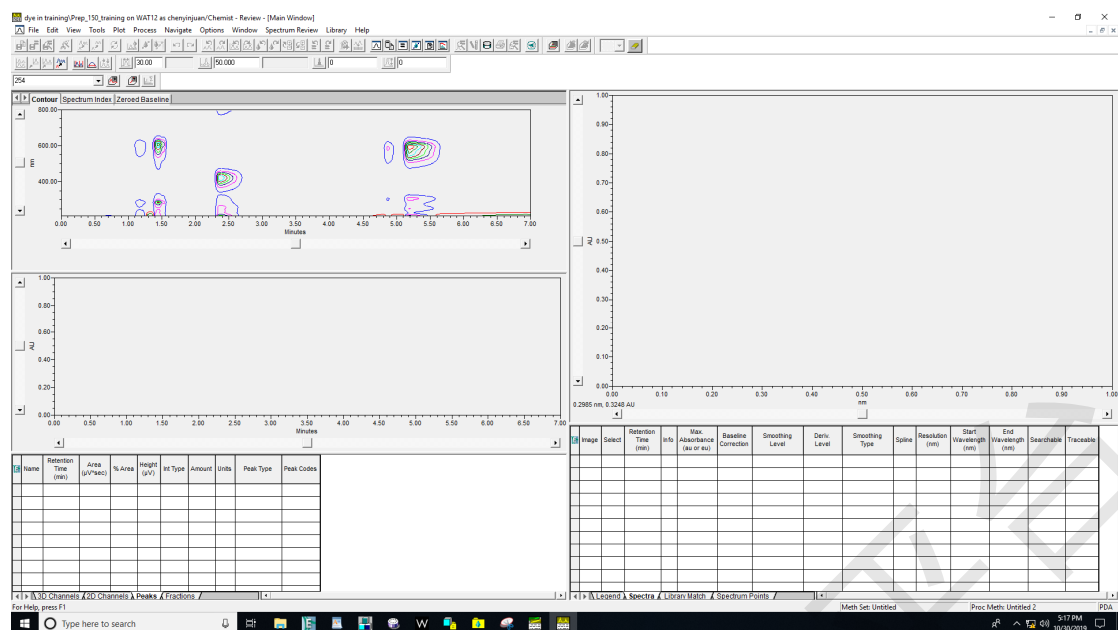 dye in training\Prep_150_training on WAT12 as chenyinjuan/Chemist - Review - [Main Window]
File Edit View Tools Plot Process Navigate Options Window Spectrum Review Library Help
30.00 50.000 0 0
254
Contour Spectrum Index Zeroed Baseline
800.00
600.00
nm
400.00
0.00 0.50 1.00 1.50 2.00 2.50 3.00 3.50 4.00 4.50 5.00 5.50 6.00 6.50 7.00
Minutes
1.00
0.80
0.60
AU
0.40
0.20
0.00
0.00 0.50 1.00 1.50 2.00 2.50 3.00 3.50 4.00 4.50 5.00 5.50 6.00 6.50 7.00
Minutes
Name Retention Time (min) Area (µV*sec) % Area Height (µV) Int Type Amount Units Peak Type Peak Codes
3D Channels 2D Channels Peaks Fractions
1.00
0.90
0.80
0.70
0.60
AU
0.50
0.40
0.30
0.20
0.10
0.00
0.00 0.10 0.20 0.30 0.40 0.50 0.60 0.70 0.80 0.90 1.00
nm
0.2985 nm, 0.3248 AU
Image Select Retention Time (min) Info Max. Absorbance (au or eu) Baseline Correction Smoothing Level Deriv. Level Smoothing Type Spline Resolution (nm) Start Wavelength (nm) End Wavelength (nm) Searchable Traceable
Legend Spectra Library Match Spectrum Points
For Help, press F1 Meth Set: Untitled Proc Meth: Untitled 2 PDA
Type here to search
5:17 PM
10/30/2019